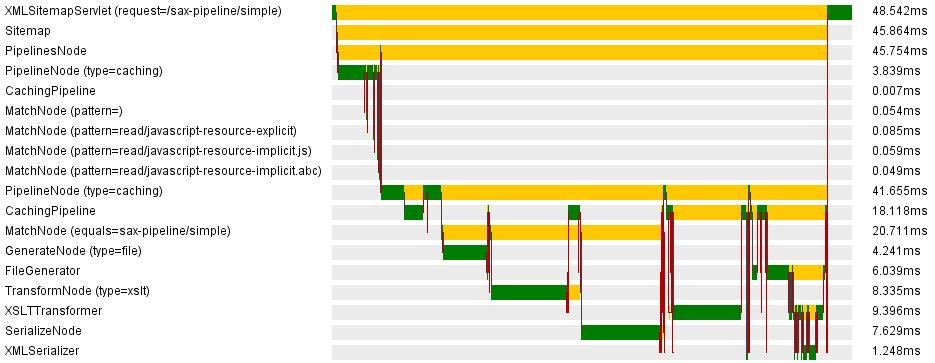 XMLSitemapServlet (request=/sax-pipeline/simple) 48.542ms
Sitemap 45.864ms
PipelinesNode 45.754ms
PipelineNode (type=caching) 3.839ms
CachingPipeline 0.007ms
MatchNode (pattern=) 0.054ms
MatchNode (pattern=read/javascript-resource-explicit) 0.085ms
MatchNode (pattern=read/javascript-resource-implicit.js) 0.059ms
MatchNode (pattern=read/javascript-resource-implicit.abc) 0.049ms
PipelineNode (type=caching) 41.655ms
CachingPipeline 18.118ms
MatchNode (equals=sax-pipeline/simple) 20.711ms
GenerateNode (type=file) 4.241ms
FileGenerator 6.039ms
TransformNode (type=xslt) 8.335ms
XSLTTransformer 9.396ms
SerializeNode 7.629ms
XMLSerializer 1.248ms